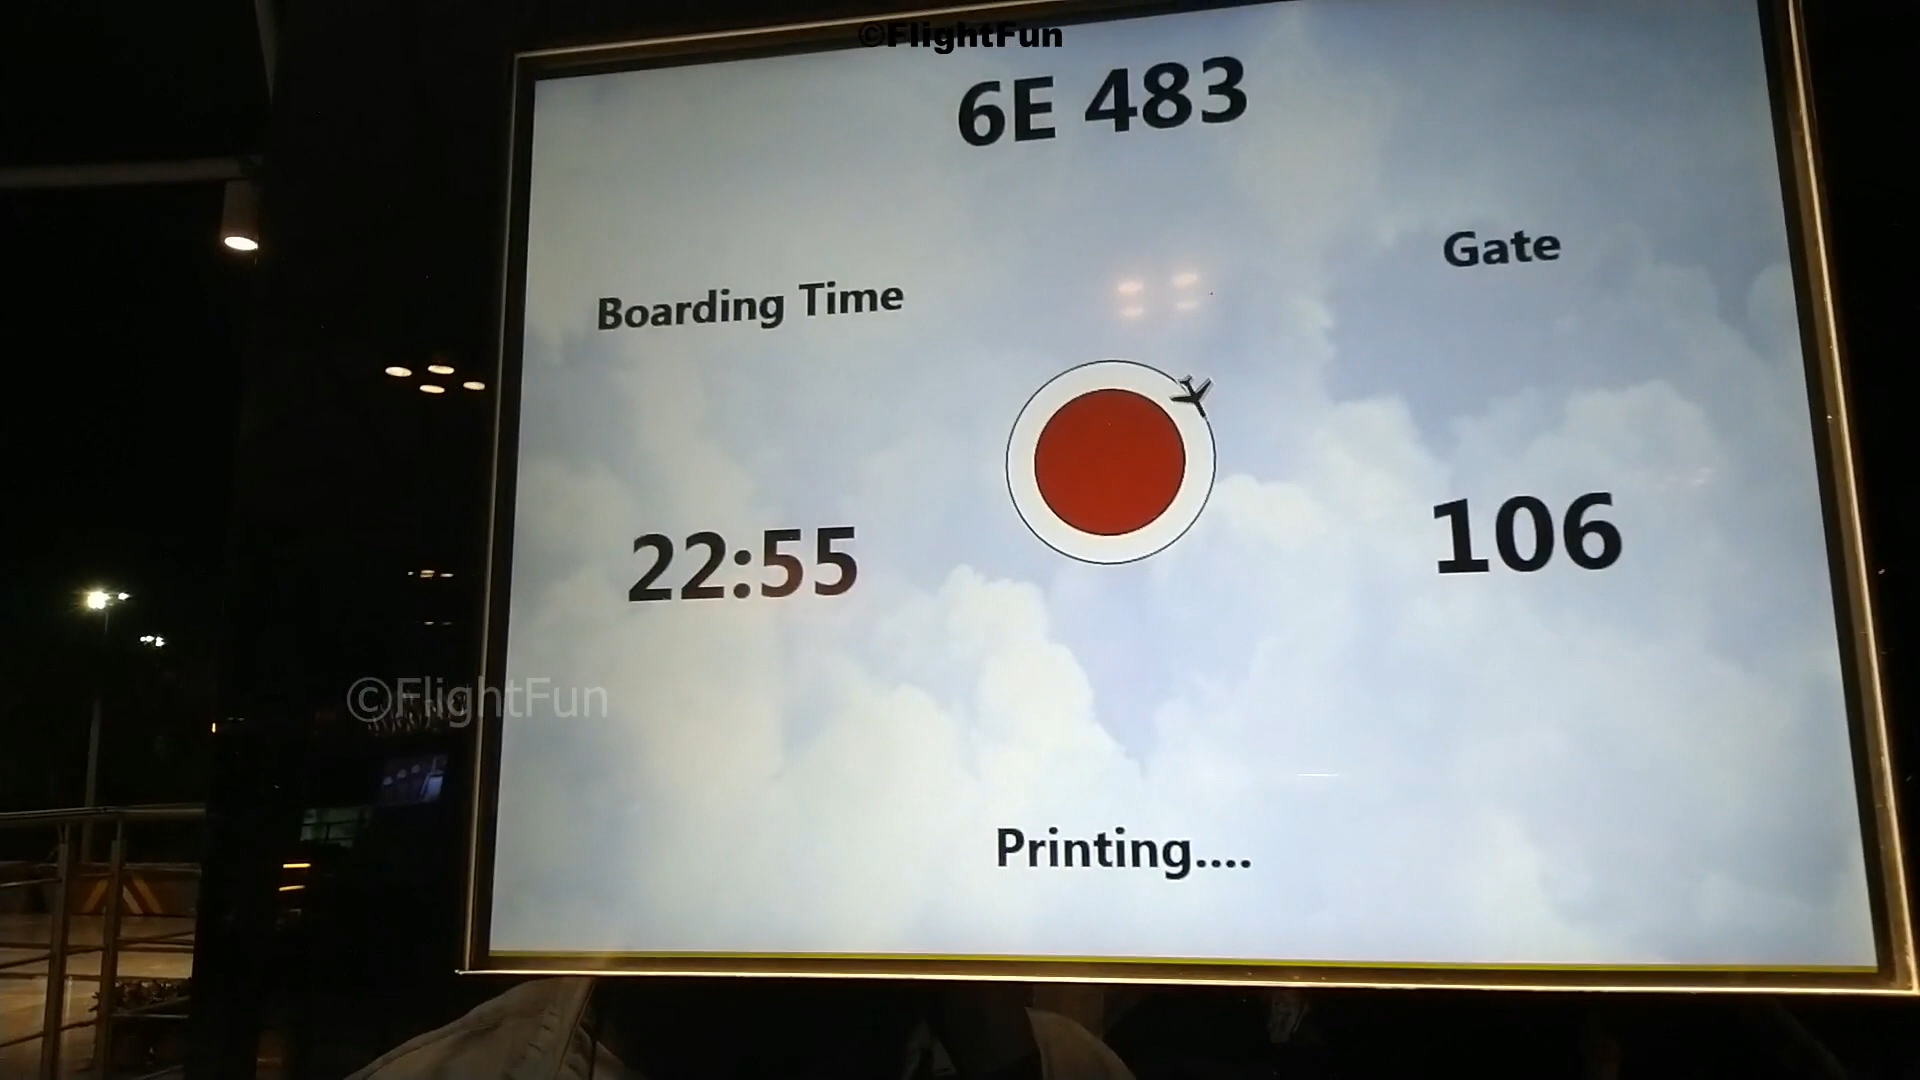 ©FlightFun
6E 483
Boarding Time
Gate
22:55
106
©FlightFun
Printing....